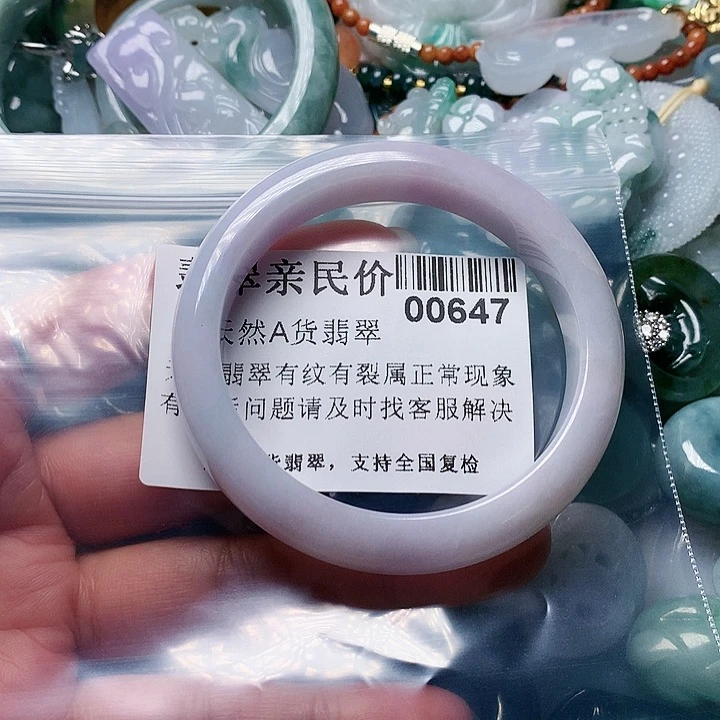 翠亲民价
00647
天然A货翡翠
翡翠有纹有裂属正常现象
有 问题请及时找客服解决
货翡翠，支持全国复检